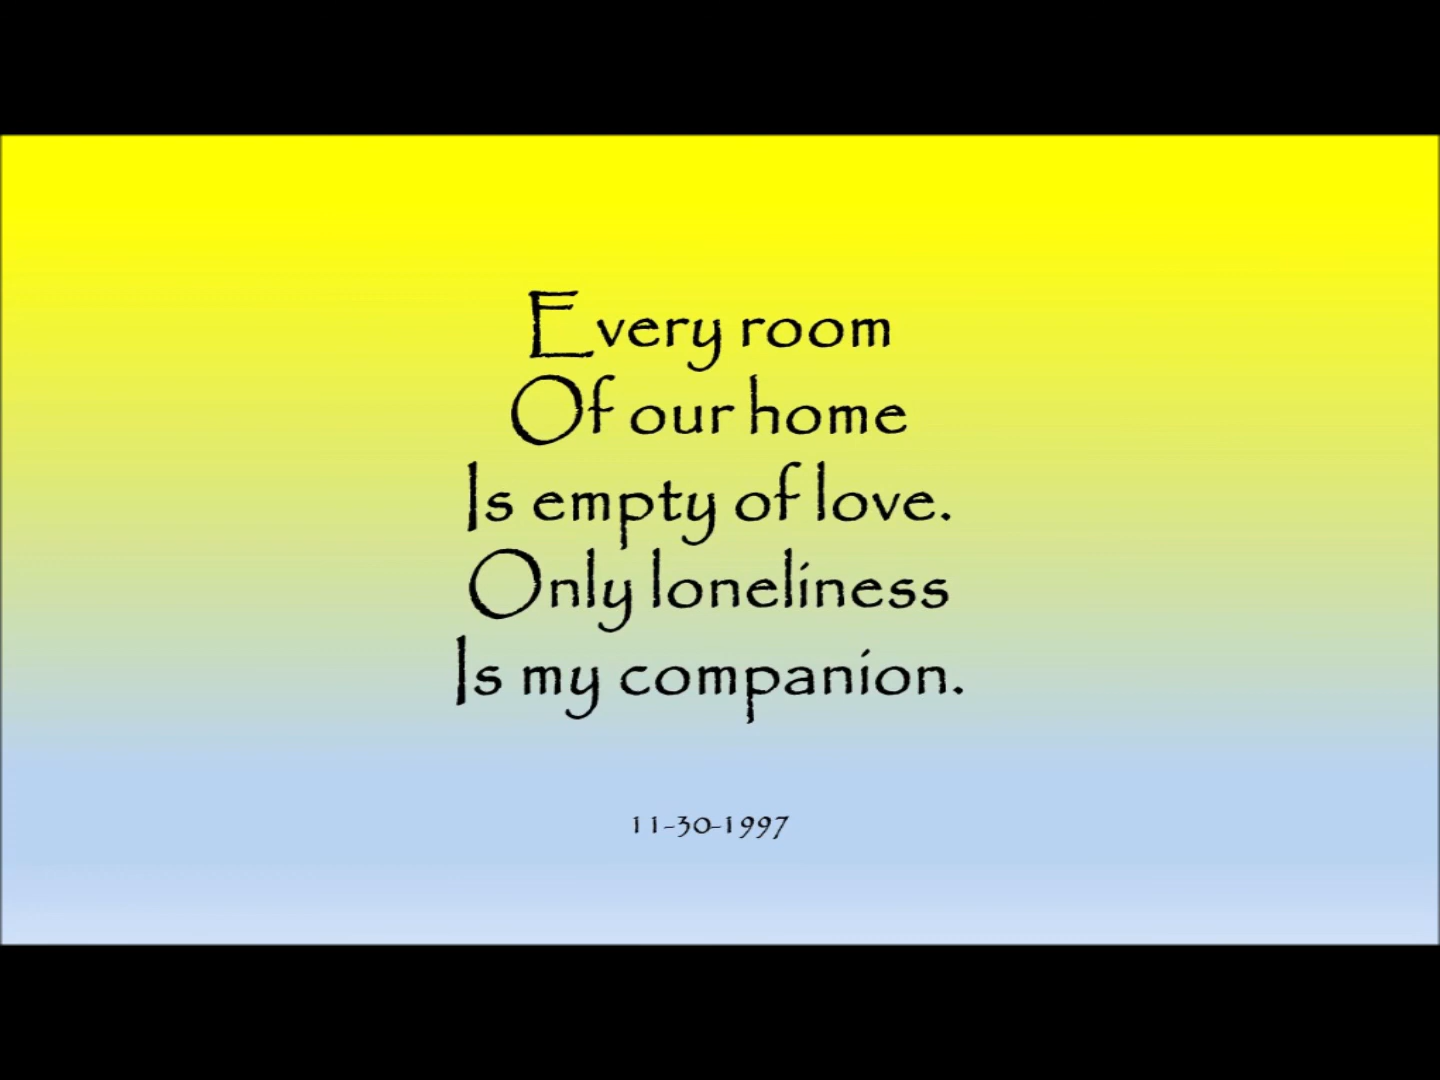 Every room
Of our home
Is empty of love.
Only loneliness
Is my companion.
11-30-1997